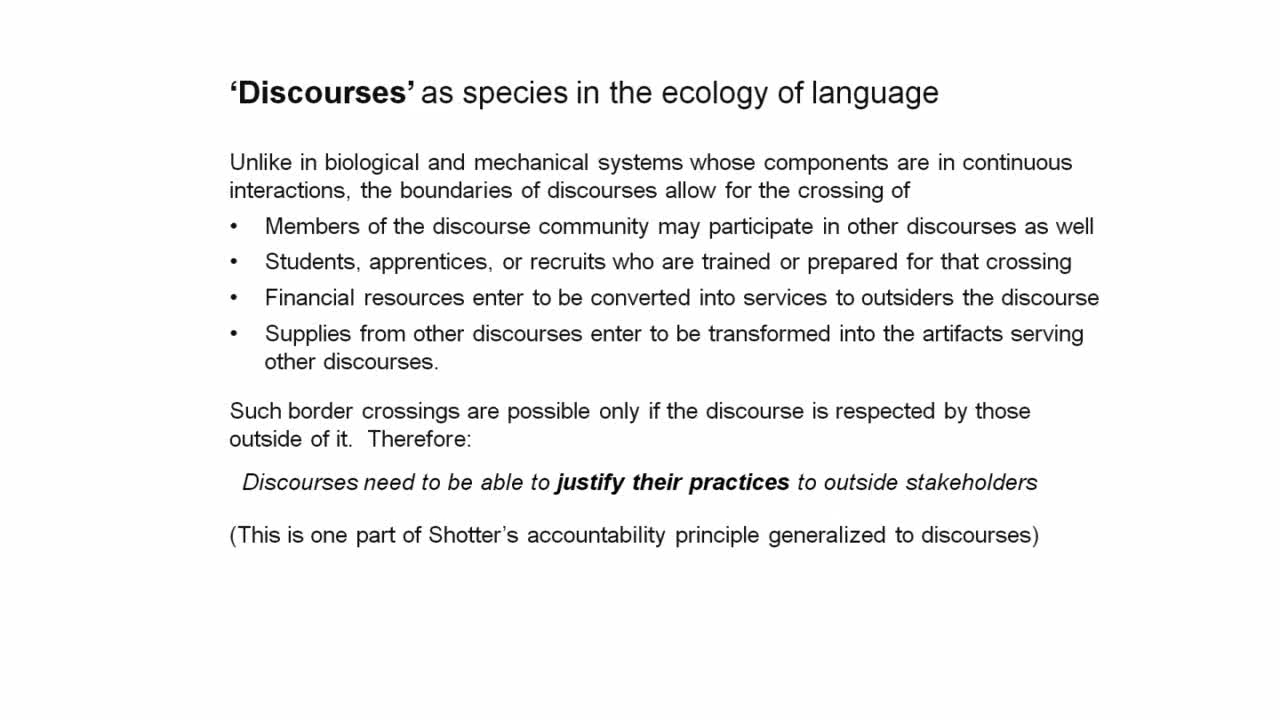 ‘Discourses’ as species in the ecology of language
Unlike in biological and mechanical systems whose components are in continuous
interactions, the boundaries of discourses allow for the crossing of
• Members of the discourse community may participate in other discourses as well
• Students, apprentices, or recruits who are trained or prepared for that crossing
• Financial resources enter to be converted into services to outsiders the discourse
• Supplies from other discourses enter to be transformed into the artifacts serving
other discourses.
Such border crossings are possible only if the discourse is respected by those
outside of it.  Therefore:
Discourses need to be able to justify their practices to outside stakeholders
(This is one part of Shotter’s accountability principle generalized to discourses)